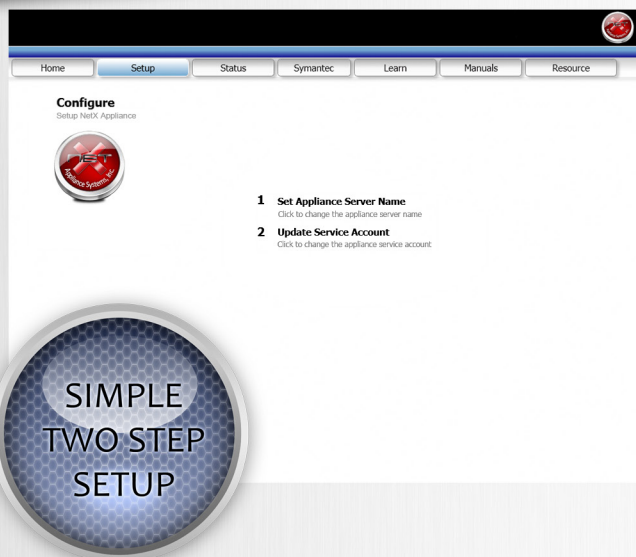 Home Setup Status Symantec Learn Manuals Resource
Configure
Setup NetX Appliance
NET
Appliance Systems, Inc.
1 Set Appliance Server Name
Click to change the appliance server name
2 Update Service Account
Click to change the appliance service account
SIMPLE
TWO STEP
SETUP